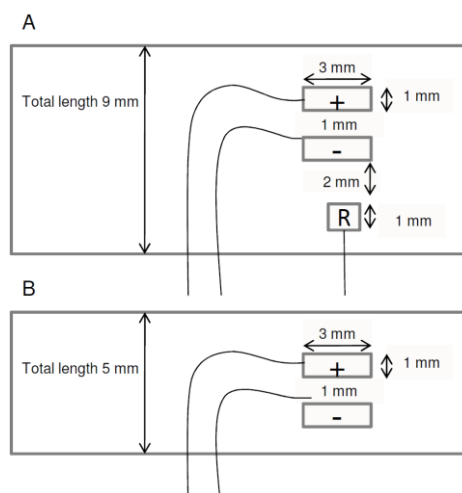 A
3 mm
Total length 9 mm
+
1 mm
1 mm
-
2 mm
R
1 mm
B
3 mm
Total length 5 mm
+
1 mm
1 mm
-